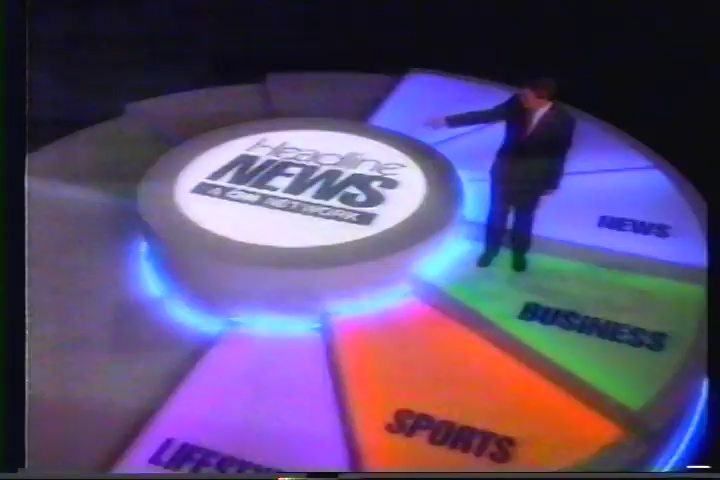 Headline
NEWS
A CNN NETWORK
NEWS
BUSINESS
SPORTS